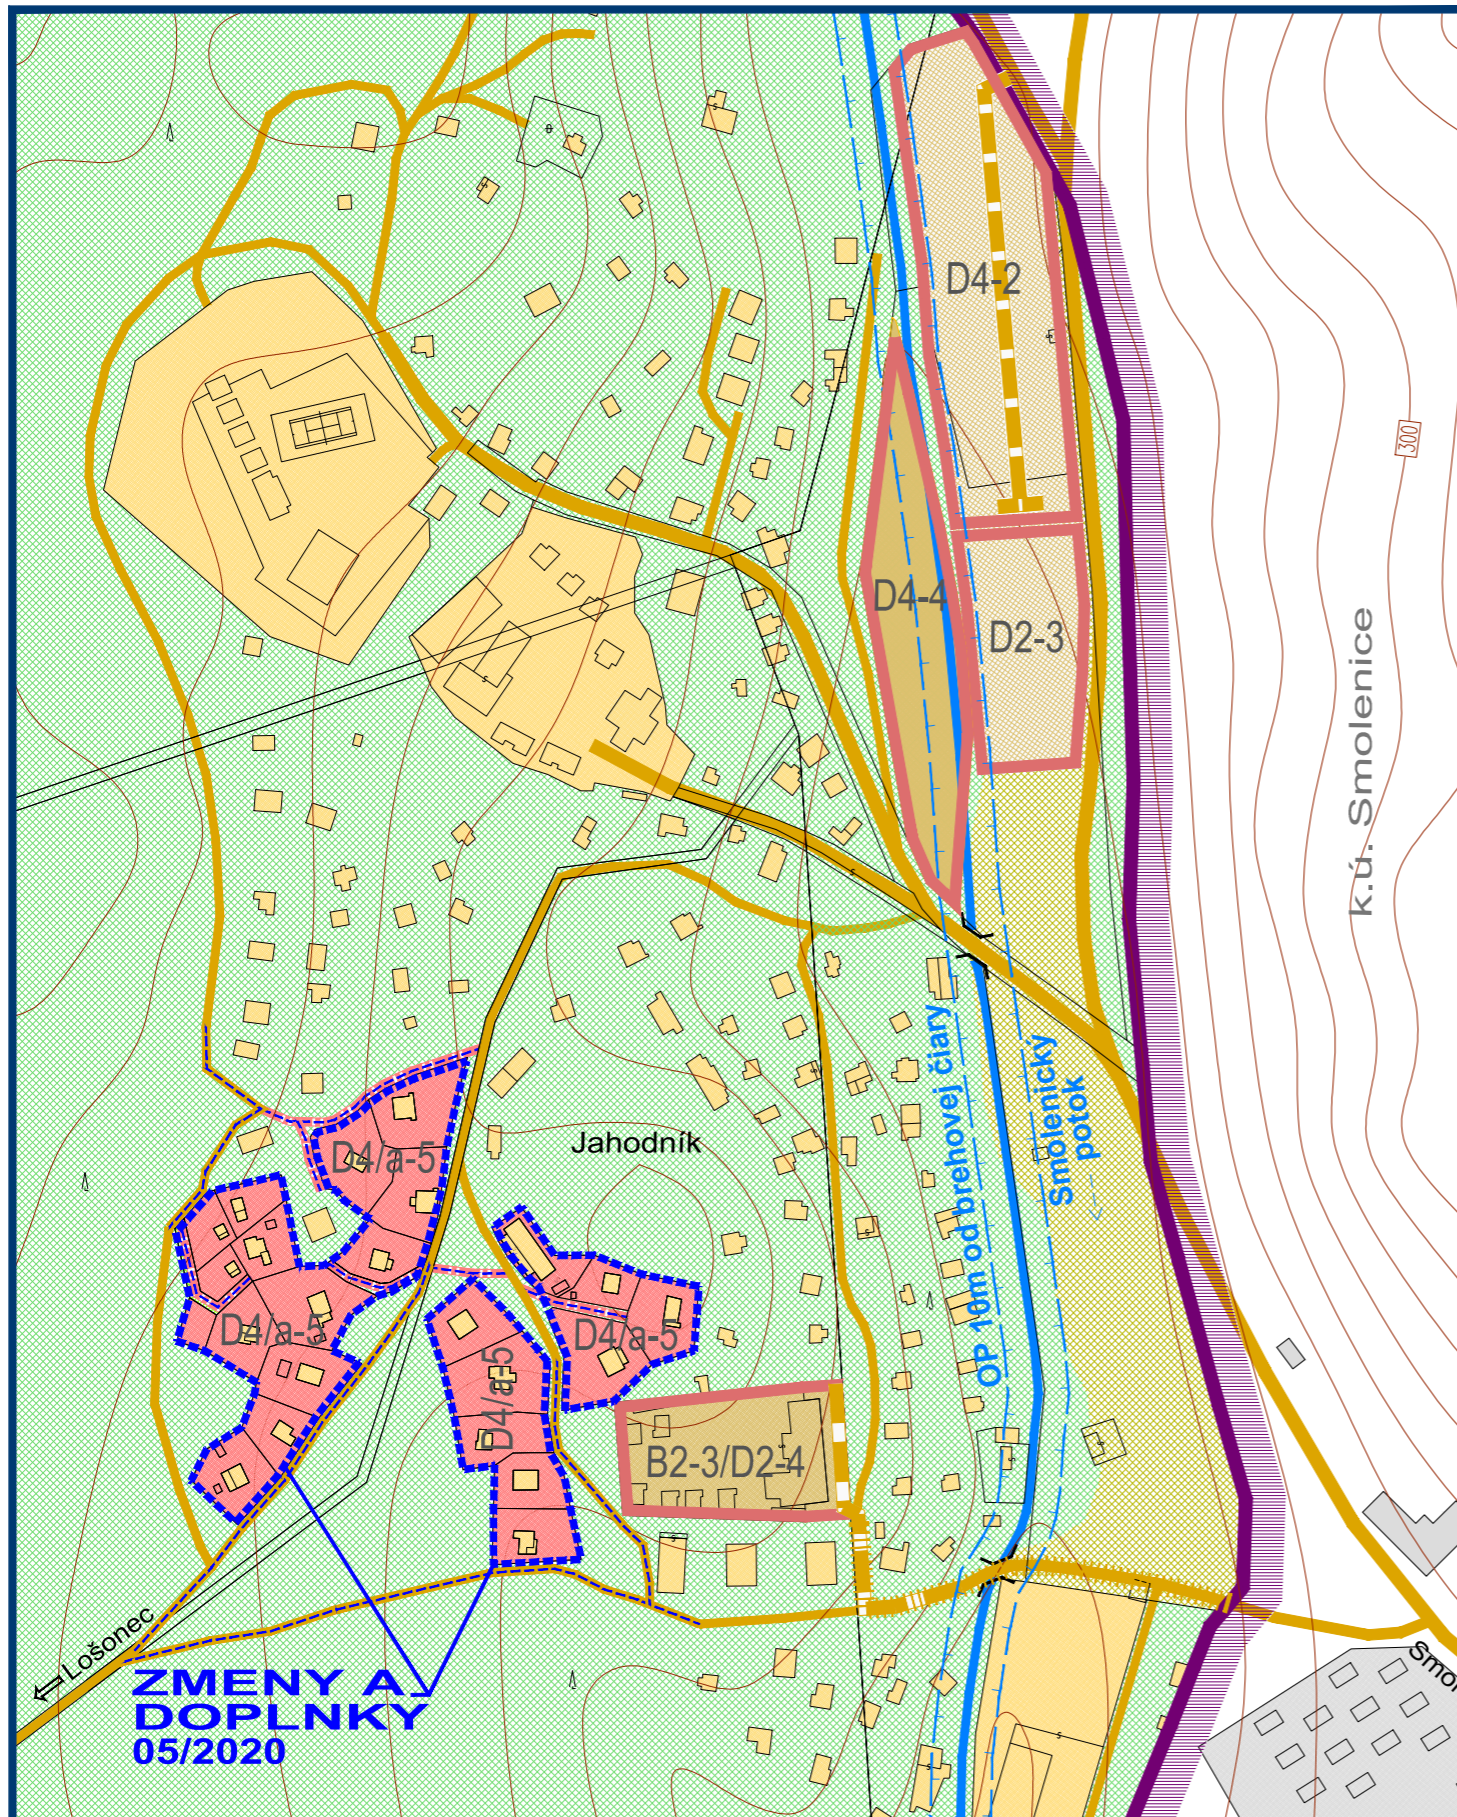 D4-2
300
D4-4
D2-3
k.ú. Smolenice
OP 10m od brehovej čiary
Smolenický
potok
Jahodník
D4/a-5
D4/a-5
D4/a-5
D4/a-5
B2-3/D2-4
Lošonec
ZMENY A
DOPLNKY
05/2020